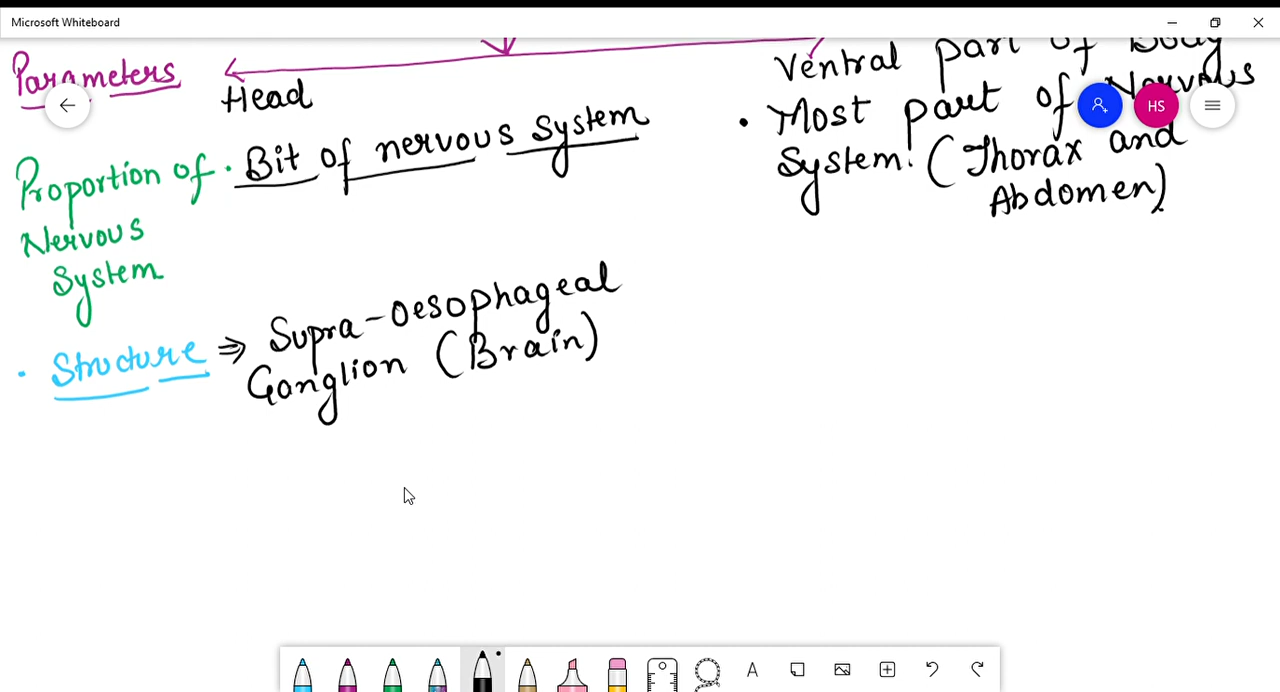 Microsoft Whiteboard
Parameters
Head
Ventral part of Body
• Most part of Nervous
System! (Thorax and
Abdomen)
HS
Proportion of
Nervous
System
• Bit of nervous system
• Structure ⇒ Supra-oesophageal
Ganglion (Brain)
A